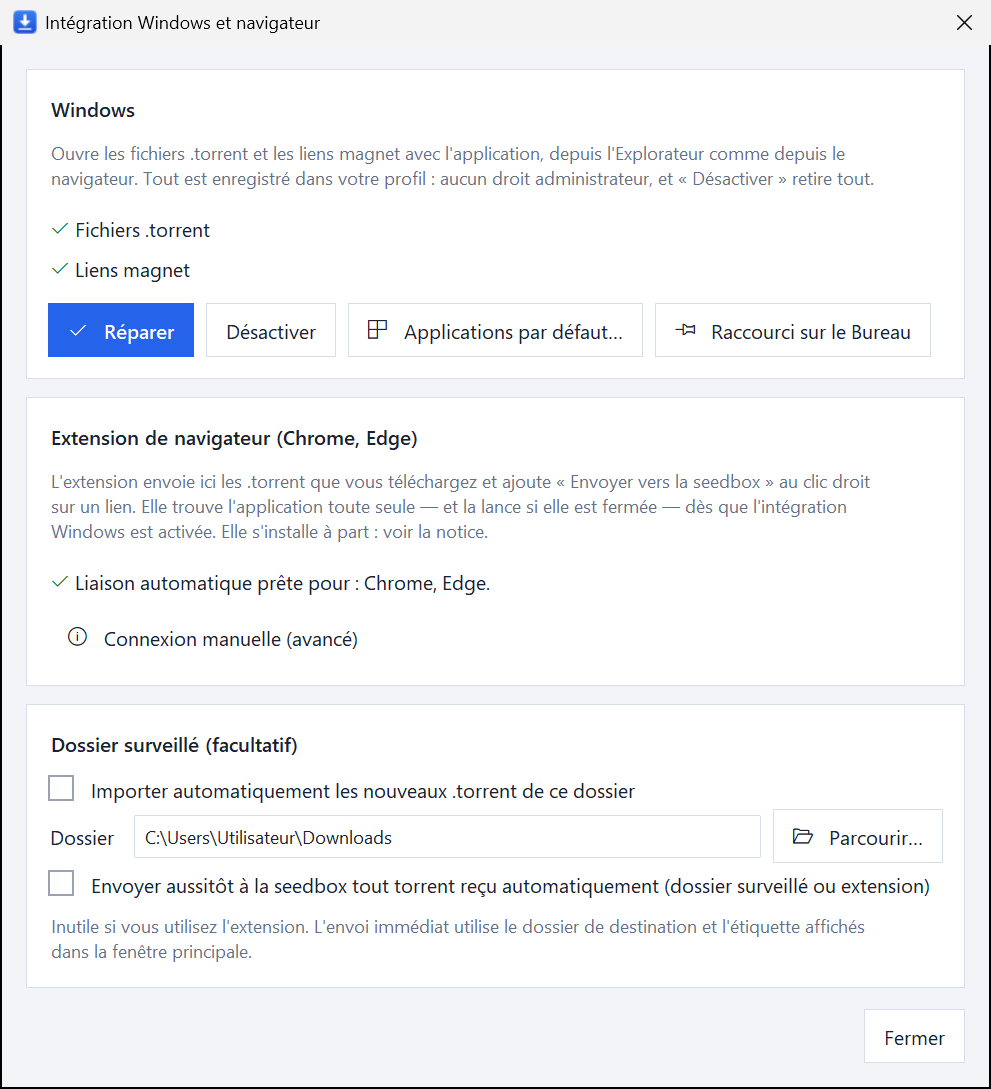 Intégration Windows et navigateur
Windows
Ouvre les fichiers .torrent et les liens magnet avec l'application, depuis l'Explorateur comme depuis le
navigateur. Tout est enregistré dans votre profil : aucun droit administrateur, et « Désactiver » retire tout.
Fichiers .torrent
Liens magnet
Réparer
Désactiver
Applications par défaut...
Raccourci sur le Bureau
Extension de navigateur (Chrome, Edge)
L'extension envoie ici les .torrent que vous téléchargez et ajoute « Envoyer vers la seedbox » au clic droit
sur un lien. Elle trouve l'application toute seule — et la lance si elle est fermée — dès que l'intégration
Windows est activée. Elle s'installe à part : voir la notice.
Liaison automatique prête pour : Chrome, Edge.
Connexion manuelle (avancé)
Dossier surveillé (facultatif)
Importer automatiquement les nouveaux .torrent de ce dossier
Dossier
C:\Users\Utilisateur\Downloads
Parcourir...
Envoyer aussitôt à la seedbox tout torrent reçu automatiquement (dossier surveillé ou extension)
Inutile si vous utilisez l'extension. L'envoi immédiat utilise le dossier de destination et l'étiquette affichés
dans la fenêtre principale.
Fermer